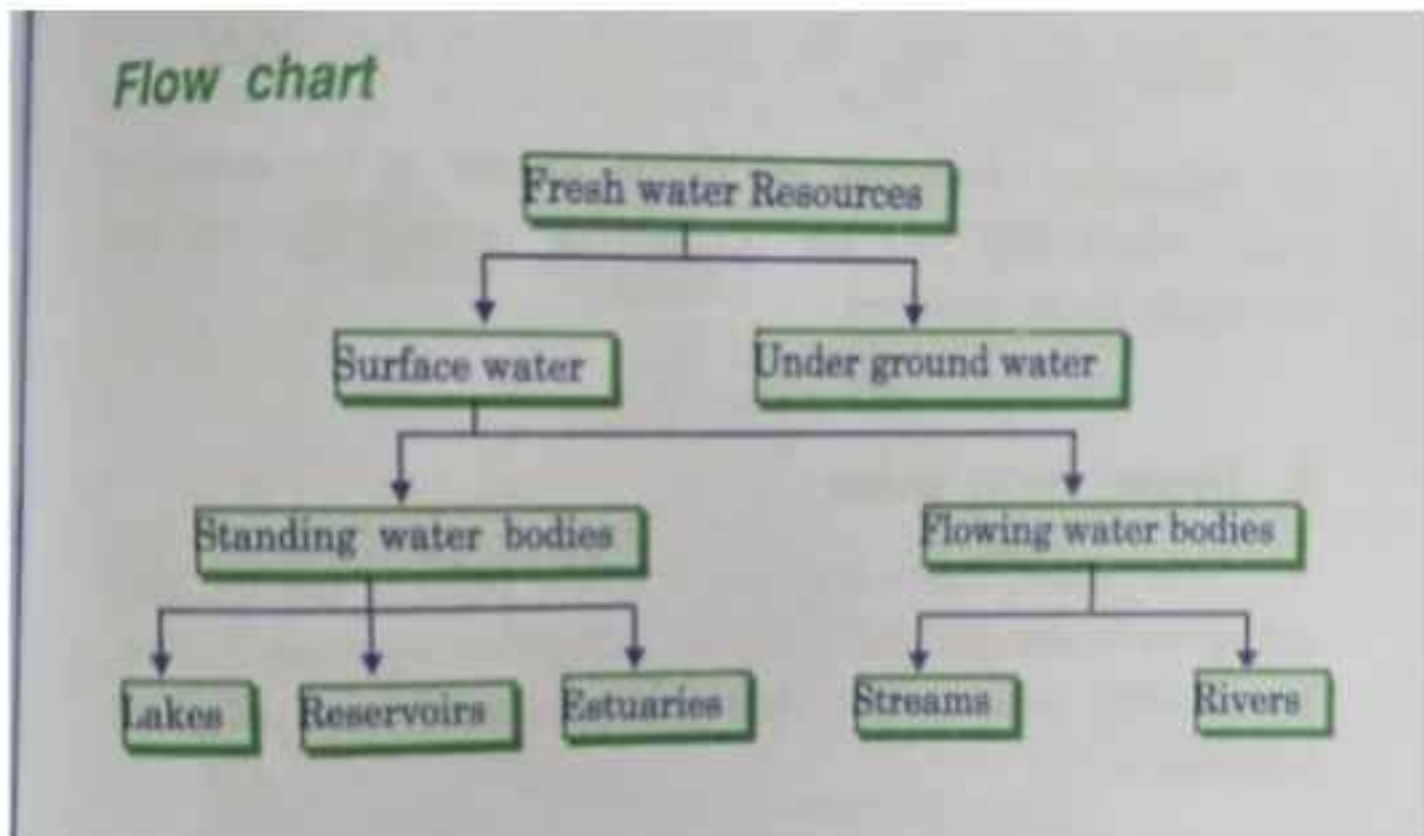 Flow chart
Fresh water Resources
Surface water
Under ground water
Standing water bodies
Flowing water bodies
Lakes
Reservoirs
Estuaries
Streams
Rivers